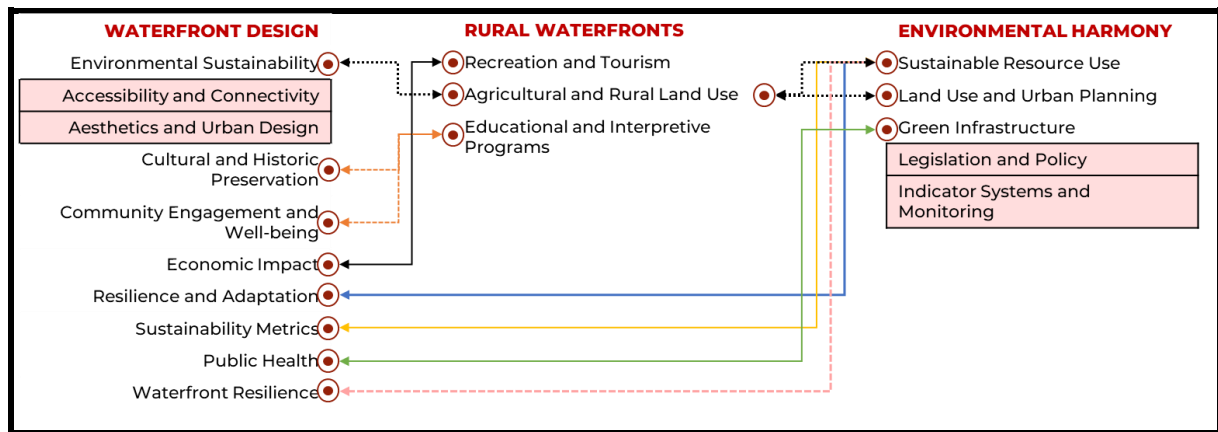 WATERFRONT DESIGN
Environmental Sustainability
Accessibility and Connectivity
Aesthetics and Urban Design
Cultural and Historic
Preservation
Community Engagement and
Well-being
Economic Impact
Resilience and Adaptation
Sustainability Metrics
Public Health
Waterfront Resilience
RURAL WATERFRONTS
Recreation and Tourism
Agricultural and Rural Land Use
Educational and Interpretive
Programs
ENVIRONMENTAL HARMONY
Sustainable Resource Use
Land Use and Urban Planning
Green Infrastructure
Legislation and Policy
Indicator Systems and
Monitoring